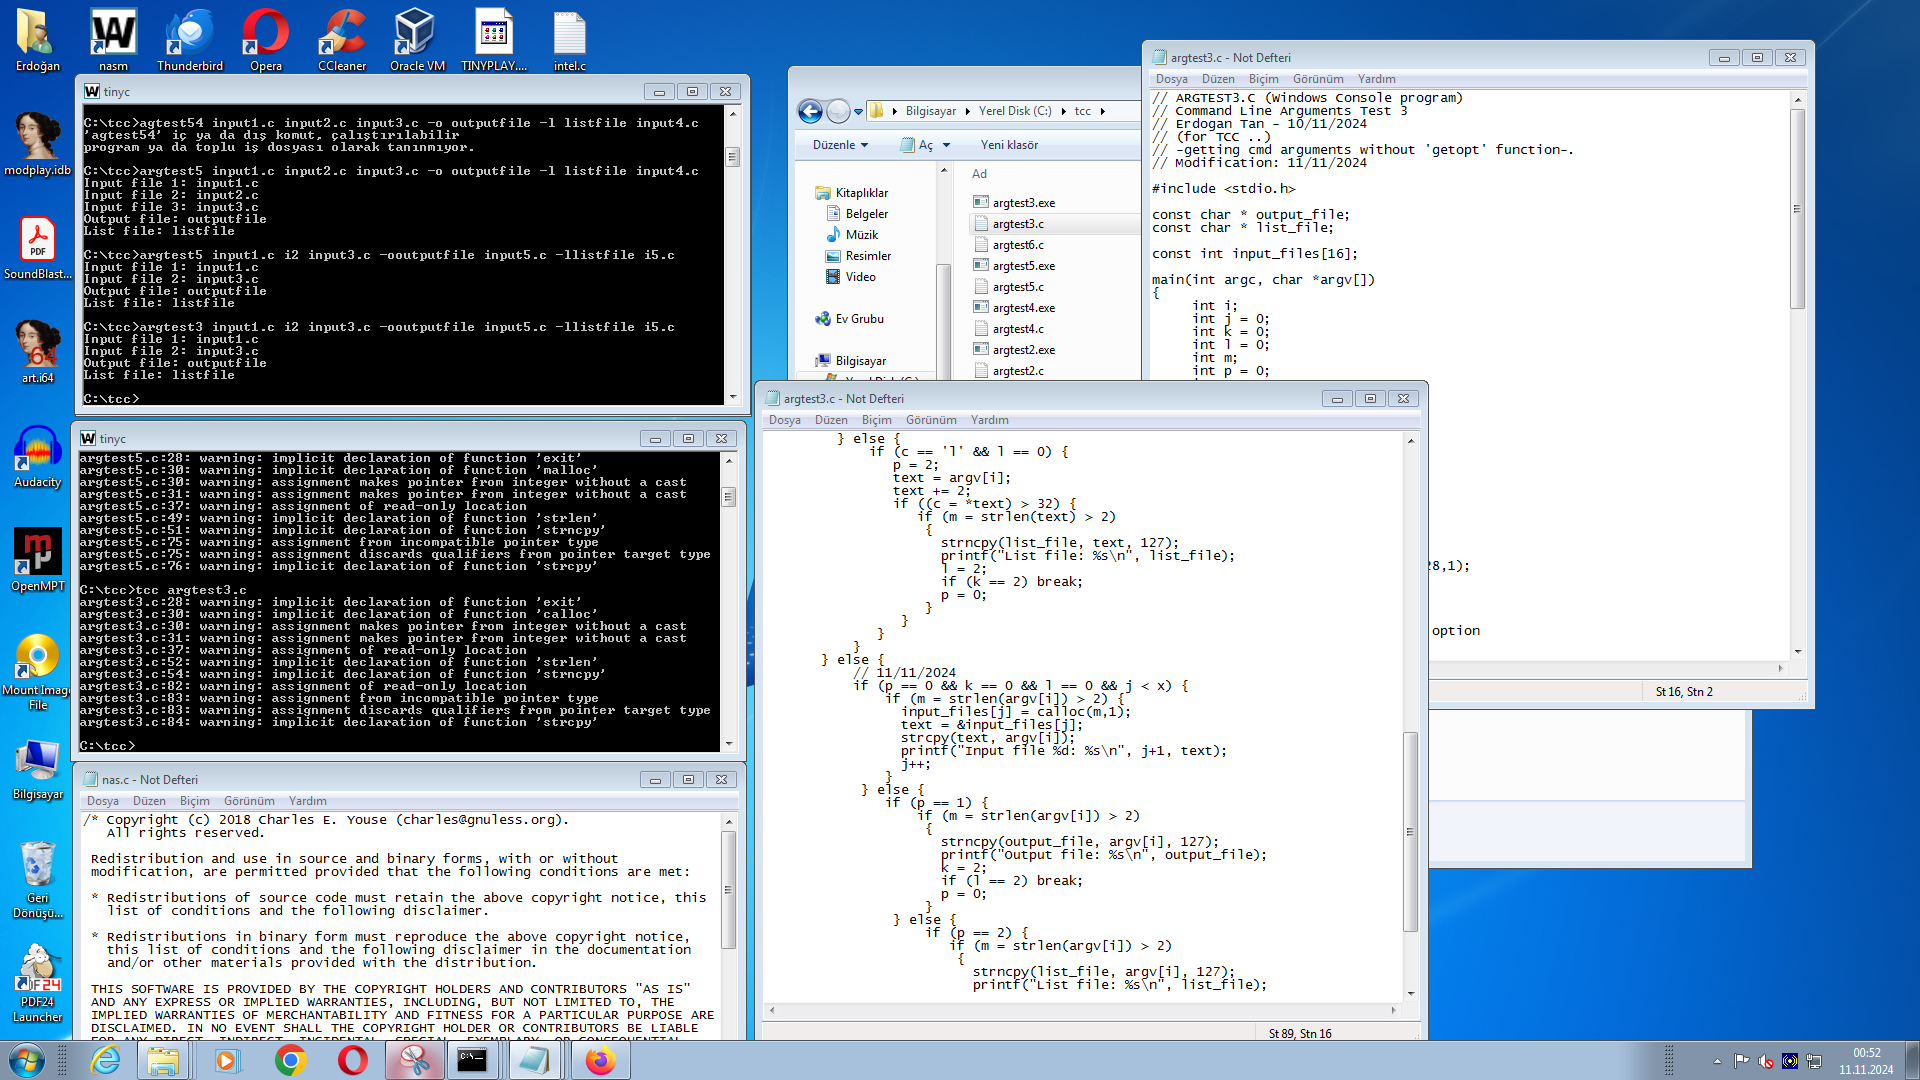 Erdoğan
nasm
Thunderbird
Opera
CCleaner
Oracle VM
TINYPLAY....
intel.c
modplay.idb
SoundBlast...
art.i64
Audacity
OpenMPT
Mount Image
File
Bilgisayar
Geri
Dönüşü...
PDF24
Launcher
tinyc
C:\tcc>agtest54 input1.c input2.c input3.c -o outputfile -l listfile input4.c
'agtest54' iç ya da dış komut, çalıştırılabilir
program ya da toplu iş dosyası olarak tanınmıyor.
C:\tcc>argtest5 input1.c input2.c input3.c -o outputfile -l listfile input4.c
Input file 1: input1.c
Input file 2: input2.c
Input file 3: input3.c
Output file: outputfile
List file: listfile
C:\tcc>argtest5 input1.c i2 input3.c -ooutputfile input5.c -llistfile i5.c
Input file 1: input1.c
Input file 2: input3.c
Output file: outputfile
List file: listfile
C:\tcc>argtest3 input1.c i2 input3.c -ooutputfile input5.c -llistfile i5.c
Input file 1: input1.c
Input file 2: input3.c
Output file: outputfile
List file: listfile
C:\tcc>
tinyc
argtest5.c:28: warning: implicit declaration of function 'exit'
argtest5.c:30: warning: implicit declaration of function 'malloc'
argtest5.c:30: warning: assignment makes pointer from integer without a cast
argtest5.c:31: warning: assignment makes pointer from integer without a cast
argtest5.c:37: warning: assignment of read-only location
argtest5.c:49: warning: implicit declaration of function 'strlen'
argtest5.c:51: warning: implicit declaration of function 'strncpy'
argtest5.c:75: warning: assignment from incompatible pointer type
argtest5.c:75: warning: assignment discards qualifiers from pointer target type
argtest5.c:76: warning: implicit declaration of function 'strcpy'
C:\tcc>tcc argtest3.c
argtest3.c:28: warning: implicit declaration of function 'exit'
argtest3.c:30: warning: implicit declaration of function 'calloc'
argtest3.c:30: warning: assignment makes pointer from integer without a cast
argtest3.c:31: warning: assignment makes pointer from integer without a cast
argtest3.c:37: warning: assignment of read-only location
argtest3.c:52: warning: implicit declaration of function 'strlen'
argtest3.c:54: warning: implicit declaration of function 'strncpy'
argtest3.c:82: warning: assignment of read-only location
argtest3.c:83: warning: assignment from incompatible pointer type
argtest3.c:83: warning: assignment discards qualifiers from pointer target type
argtest3.c:84: warning: implicit declaration of function 'strcpy'
C:\tcc>
nas.c - Not Defteri
Dosya Düzen Biçim Görünüm Yardım
/* Copyright (c) 2018 Charles E. Youse (charles@gnuless.org).
All rights reserved.
Redistribution and use in source and binary forms, with or without
modification, are permitted provided that the following conditions are met:
* Redistributions of source code must retain the above copyright notice, this
list of conditions and the following disclaimer.
* Redistributions in binary form must reproduce the above copyright notice,
this list of conditions and the following disclaimer in the documentation
and/or other materials provided with the distribution.
THIS SOFTWARE IS PROVIDED BY THE COPYRIGHT HOLDERS AND CONTRIBUTORS "AS IS"
AND ANY EXPRESS OR IMPLIED WARRANTIES, INCLUDING, BUT NOT LIMITED TO, THE
IMPLIED WARRANTIES OF MERCHANTABILITY AND FITNESS FOR A PARTICULAR PURPOSE ARE
DISCLAIMED. IN NO EVENT SHALL THE COPYRIGHT HOLDER OR CONTRIBUTORS BE LIABLE
Bilgisayar Yerel Disk (C:) tcc
Düzenle Aç Yeni klasör
Kitaplıklar
Belgeler
Müzik
Resimler
Video
Ev Grubu
Bilgisayar
Ad
argtest3.exe
argtest3.c
argtest6.c
argtest5.exe
argtest5.c
argtest4.exe
argtest4.c
argtest2.exe
argtest2.c
argtest3.c - Not Defteri
Dosya Düzen Biçim Görünüm Yardım
// ARGTEST3.C (Windows Console program)
// Command Line Arguments Test 3
// Erdogan Tan - 10/11/2024
// (for TCC ..)
// -getting cmd arguments without 'getopt' function-.
// Modification: 11/11/2024
#include <stdio.h>
const char * output_file;
const char * list_file;
const int input_files[16];
main(int argc, char *argv[])
{
int i;
int j = 0;
int k = 0;
int l = 0;
int m;
int p = 0;
28,1);
option
St 16, Stn 2
argtest3.c - Not Defteri
Dosya Düzen Biçim Görünüm Yardım
} else {
if (c == 'l' && l == 0) {
p = 2;
text = argv[i];
text += 2;
if ((c = *text) > 32) {
if (m = strlen(text) > 2)
{
strncpy(list_file, text, 127);
printf("List file: %s\n", list_file);
l = 2;
if (k == 2) break;
p = 0;
}
}
}
}
} else {
// 11/11/2024
if (p == 0 && k == 0 && l == 0 && j < x) {
if (m = strlen(argv[i]) > 2) {
input_files[j] = calloc(m,1);
text = &input_files[j];
strcpy(text, argv[i]);
printf("Input file %d: %s\n", j+1, text);
j++;
}
} else {
if (p == 1) {
if (m = strlen(argv[i]) > 2)
{
strncpy(output_file, argv[i], 127);
printf("Output file: %s\n", output_file);
k = 2;
if (l == 2) break;
p = 0;
}
} else {
if (p == 2) {
if (m = strlen(argv[i]) > 2)
{
strncpy(list_file, argv[i], 127);
printf("List file: %s\n", list_file);
St 89, Stn 16
00:52
11.11.2024